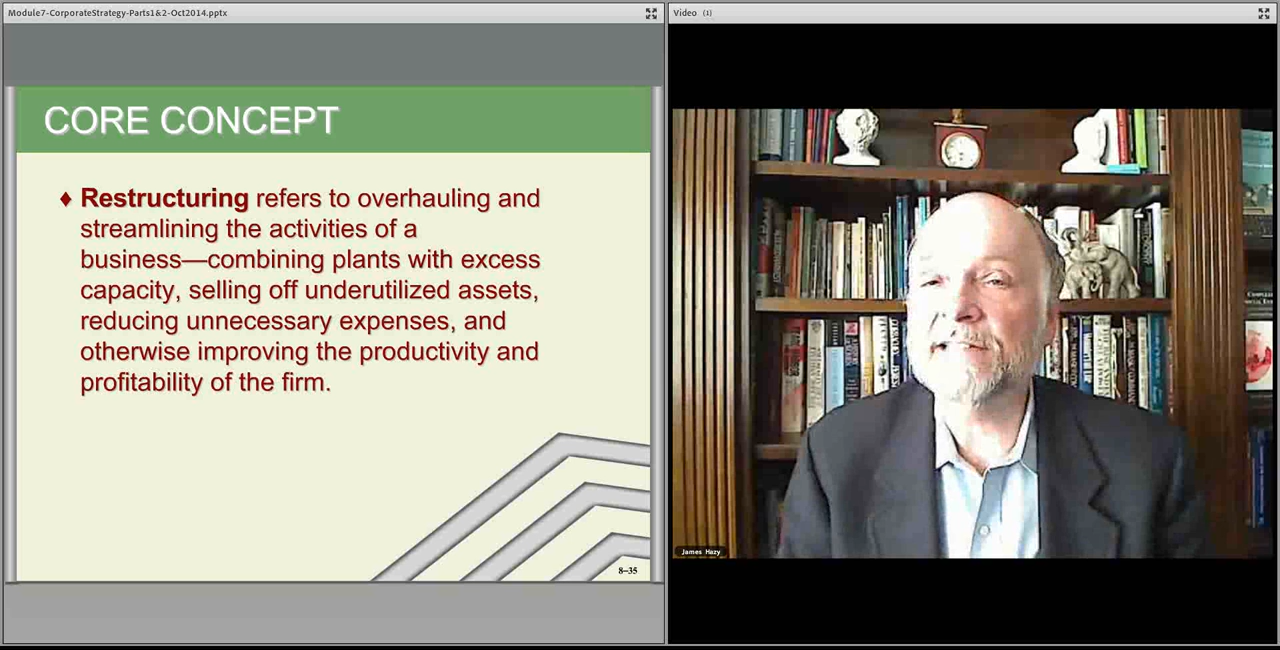 Module7-CorporateStrategy-Parts1&2-Oct2014.pptx
Video (1)
CORE CONCEPT
♦ Restructuring refers to overhauling and
streamlining the activities of a
business—combining plants with excess
capacity, selling off underutilized assets,
reducing unnecessary expenses, and
otherwise improving the productivity and
profitability of the firm.
8–35
James Hazy